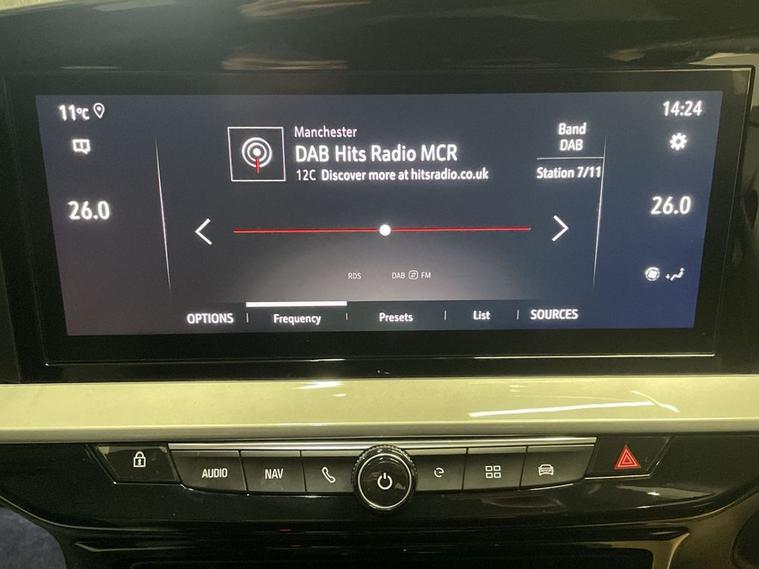 11°C
14:24
Manchester
DAB Hits Radio MCR
12C Discover more at hitsradio.co.uk
Band
DAB
Station 7/11
26.0
26.0
RDS
DAB FM
OPTIONS Frequency Presets List SOURCES
AUDIO NAV